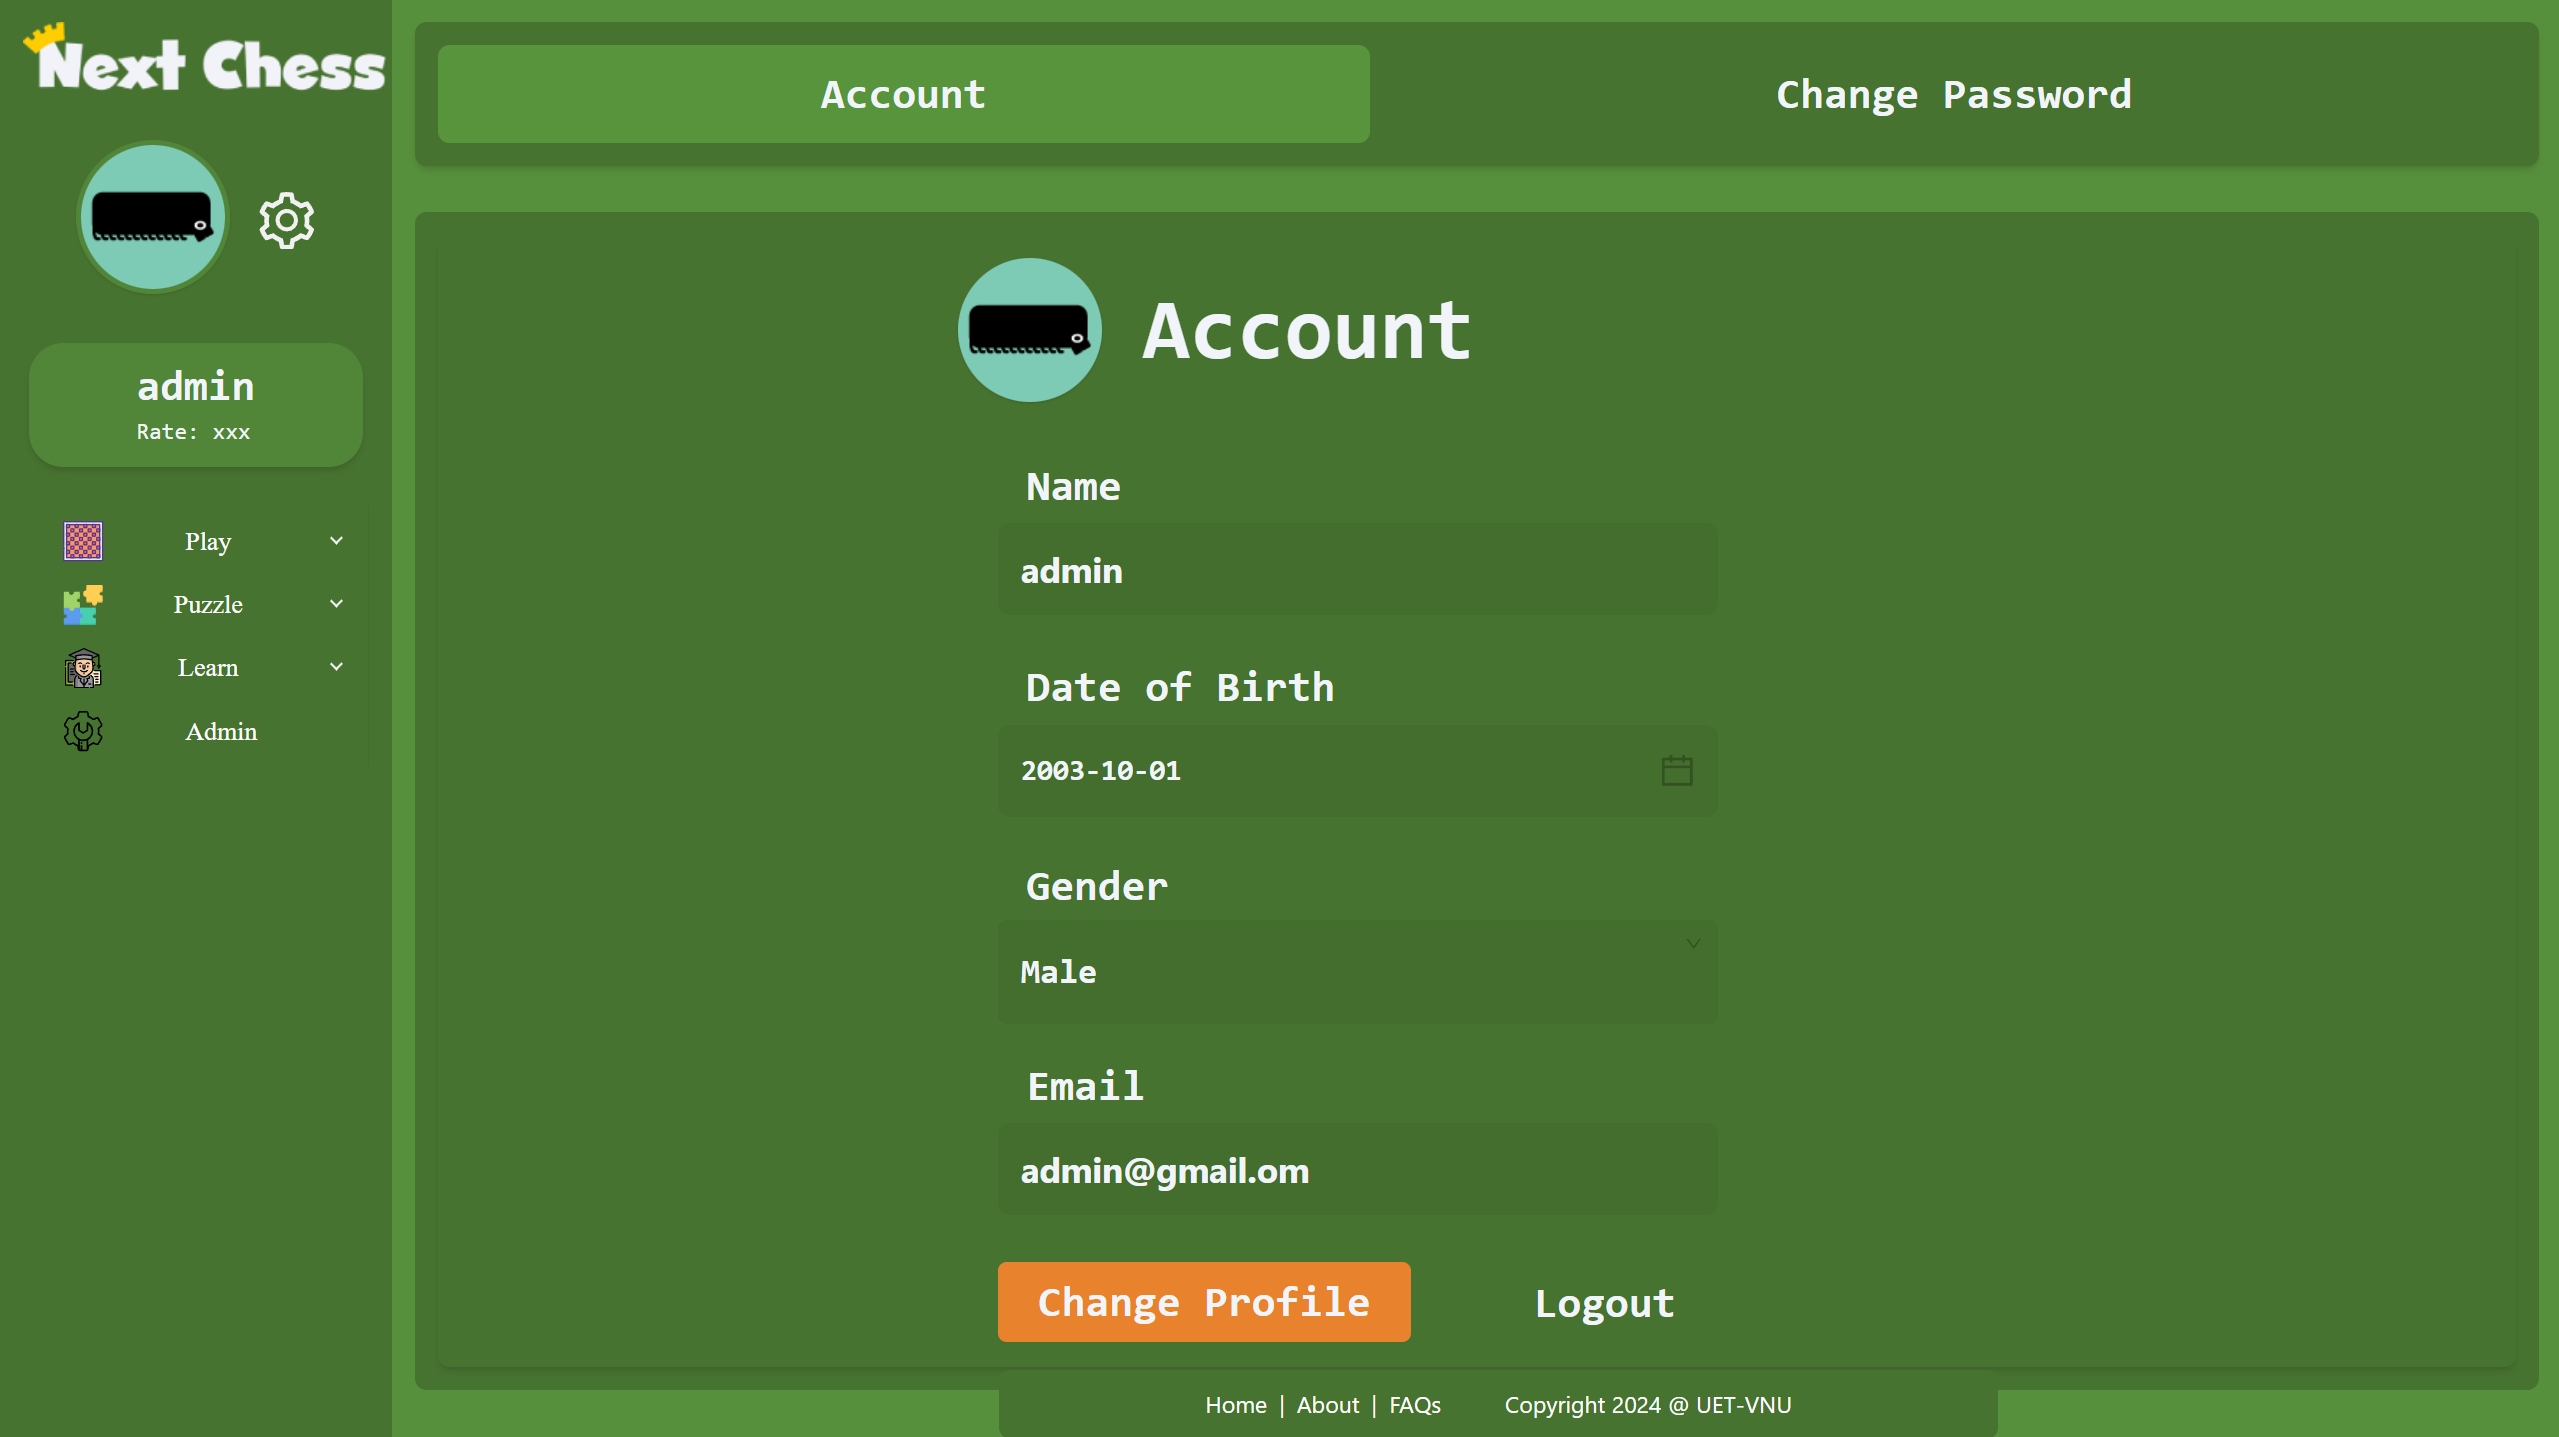 Next Chess
admin
Rate: xxx
Play
Puzzle
Learn
Admin
Account
Change Password
Account
Name
admin
Date of Birth
2003-10-01
Gender
Male
Email
admin@gmail.om
Change Profile
Logout
Home | About | FAQs
Copyright 2024 @ UET-VNU